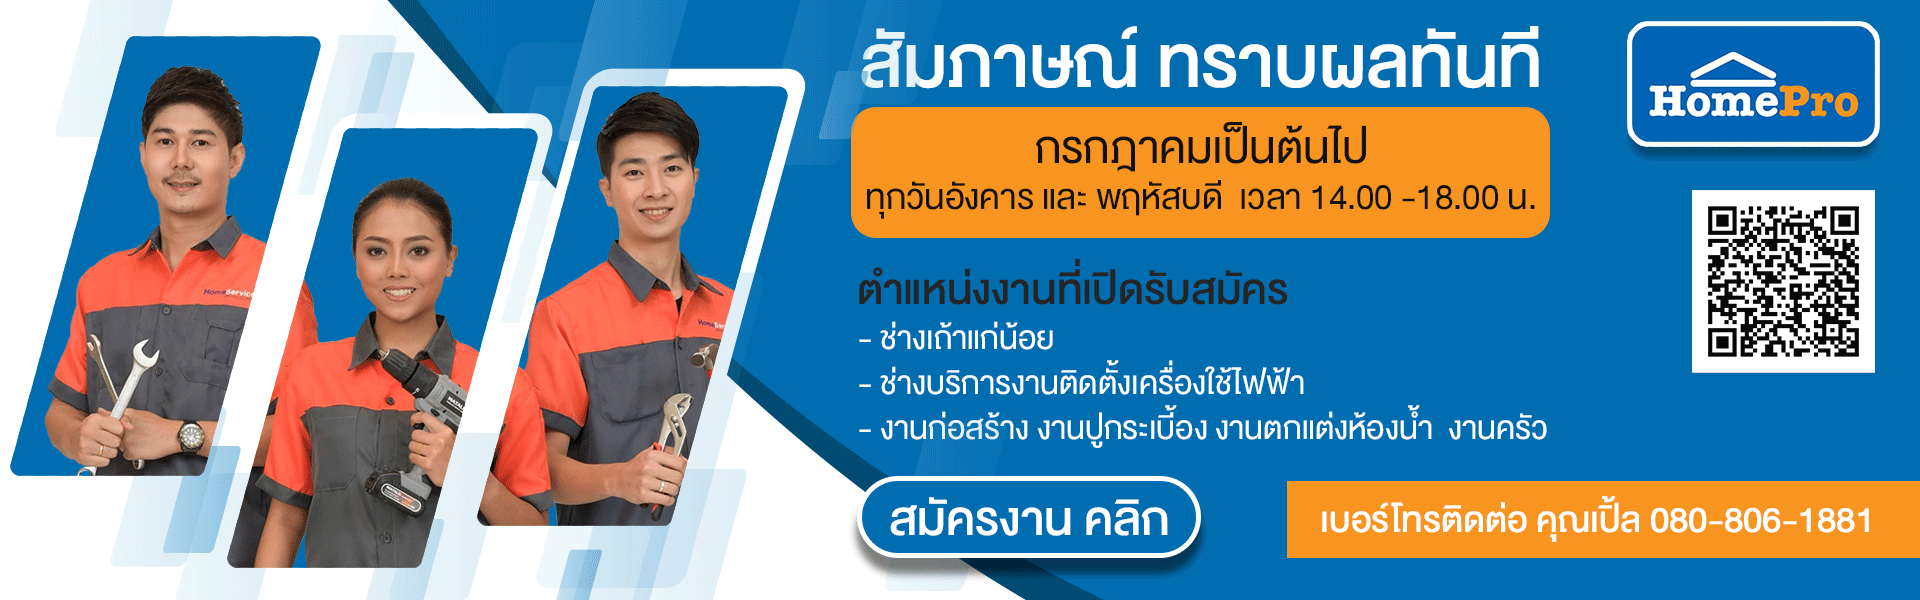 สัมภาษณ์ ทราบผลทันที
HomePro
กรกฎาคมเป็นต้นไป
ทุกวันอังคาร และ พฤหัสบดี เวลา 14.00 -18.00 น.
ตำแหน่งงานที่เปิดรับสมัคร
- ช่างเถ้าแก่น้อย
- ช่างบริการงานติดตั้งเครื่องใช้ไฟฟ้า
- งานก่อสร้าง งานปูกระเบื้อง งานตกแต่งห้องน้ำ งานครัว
สมัครงาน คลิก
เบอร์โทรติดต่อ คุณเปิ้ล 080-806-1881
HomeService